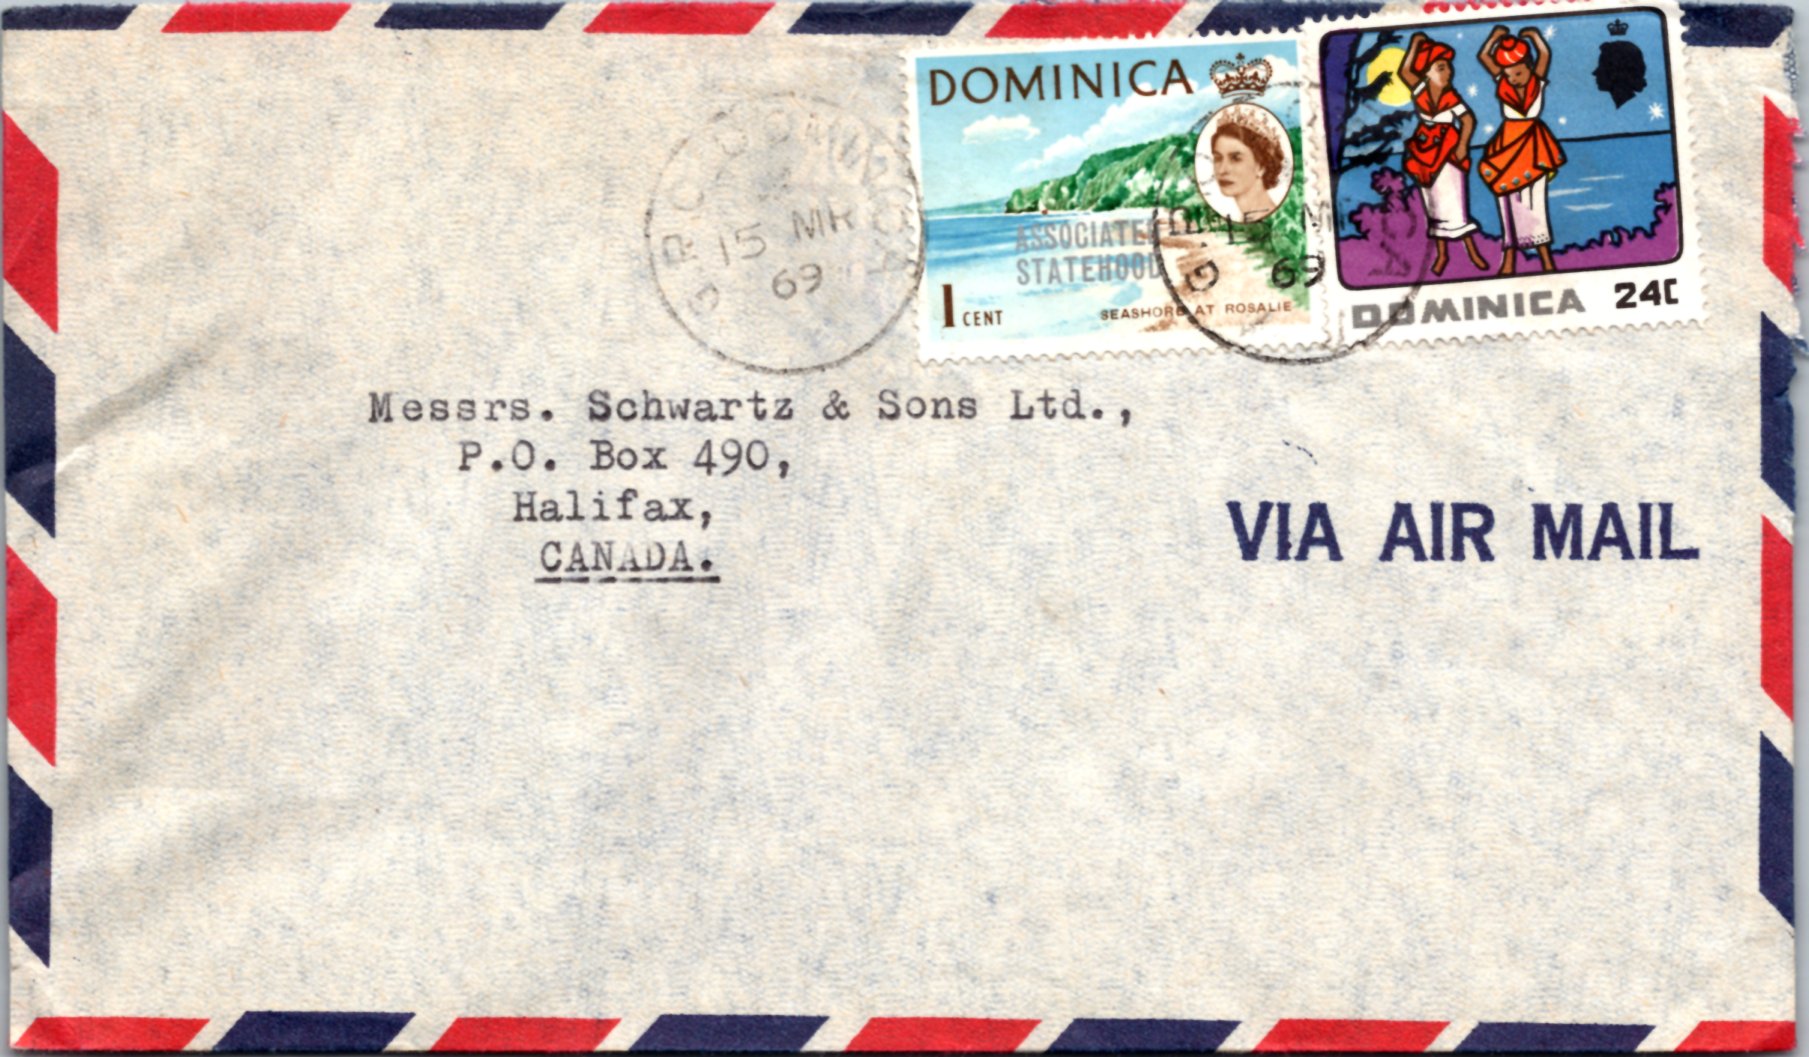 DOMINICA
ASSOCIATED
STATEHOOD
1 CENT
SEASHORE AT ROSALIE
DOMINICA 24C
15 MR
69
69
Messrs. Schwartz & Sons Ltd.,
P.O. Box 490,
Halifax,
CANADA.
VIA AIR MAIL